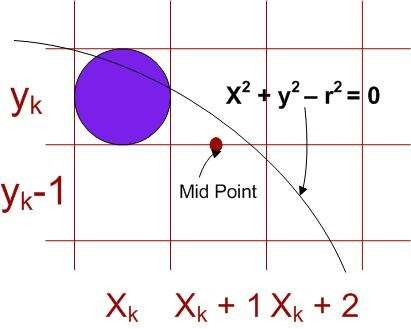 yₖ
X² + y² – r² = 0
yₖ-1
Mid Point
Xₖ Xₖ + 1 Xₖ + 2